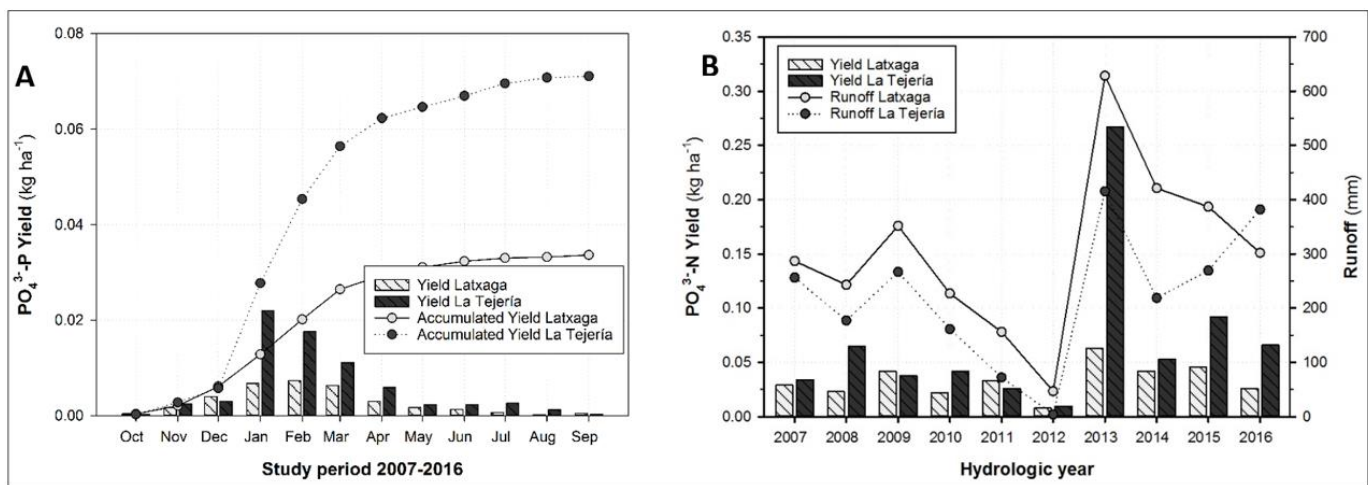 A
PO₄³-P Yield (kg ha⁻¹)
0.08
0.06
0.04
0.02
0.00
Yield Latxaga
Yield La Tejería
Accumulated Yield Latxaga
Accumulated Yield La Tejería
Oct Nov Dec Jan Feb Mar Apr May Jun Jul Aug Sep
Study period 2007-2016
B
PO₄³⁻-N Yield (kg ha⁻¹)
0.35
0.30
0.25
0.20
0.15
0.10
0.05
0.00
Yield Latxaga
Yield La Tejería
Runoff Latxaga
Runoff La Tejería
700
600
500
400
300
200
100
0
Runoff (mm)
2007 2008 2009 2010 2011 2012 2013 2014 2015 2016
Hydrologic year